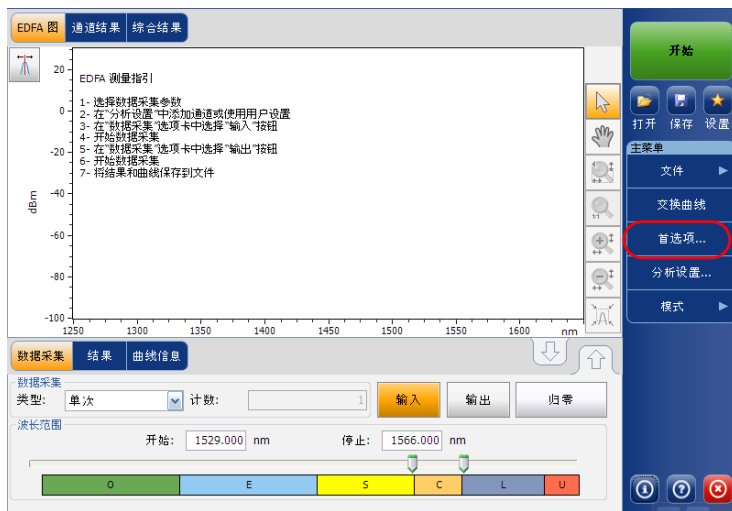 EDFA 图 通道结果 综合结果
EDFA 测量指引
1- 选择数据采集参数
2- 在"分析设置"中添加通道或使用用户设置
3- 在"数据采集"选项卡中选择"输入"按钮
4- 开始数据采集
5- 在"数据采集"选项卡中选择"输出"按钮
6- 开始数据采集
7- 将结果和曲线保存到文件
dBm
20
0
-20
-40
-60
-80
-100
1250 1300 1350 1400 1450 1500 1550 1600 nm
1:1
开始
打开 保存 设置
主菜单
文件
交换曲线
首选项...
分析设置...
模式
数据采集 结果 曲线信息
数据采集
类型: 单次 计数: 1 输入 输出 归零
波长范围
开始: 1529.000 nm 停止: 1566.000 nm
O E S C L U